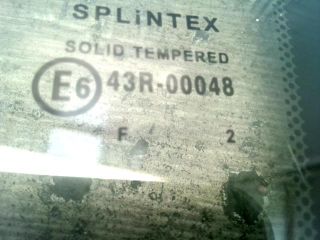 SPLiNTEX
SOLID TEMPERED
E6 43R-00048
F 2